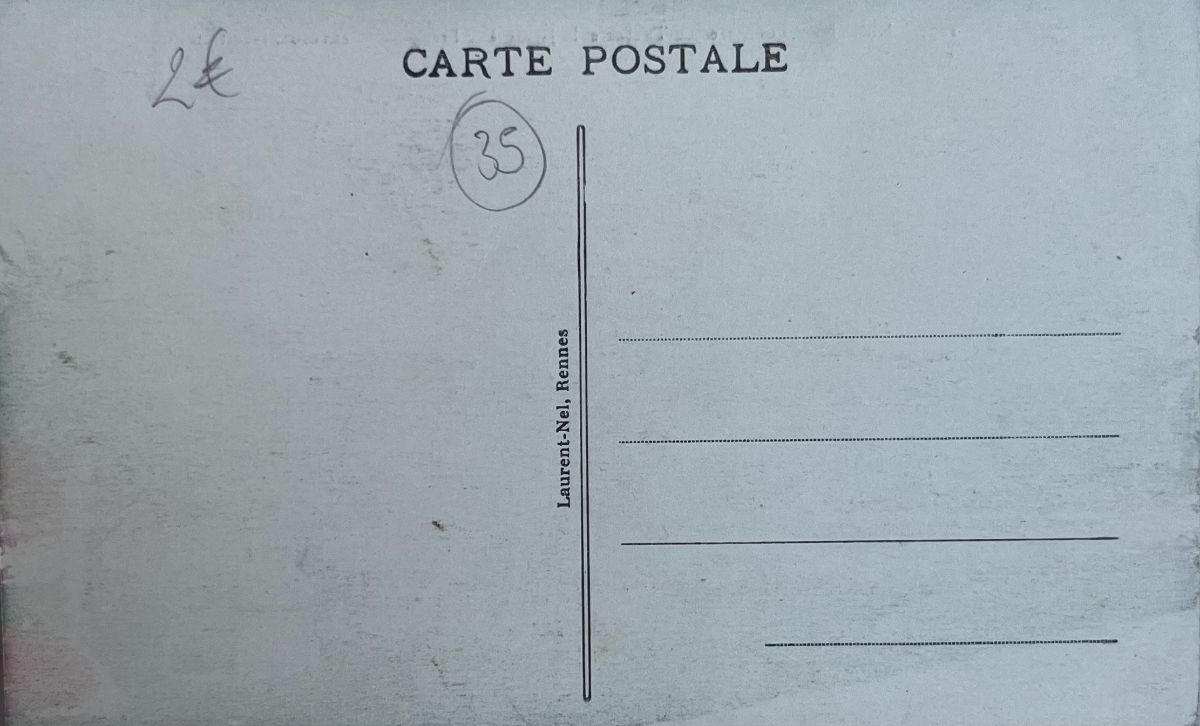 2€
CARTE POSTALE
35
Laurent-Nel, Rennes